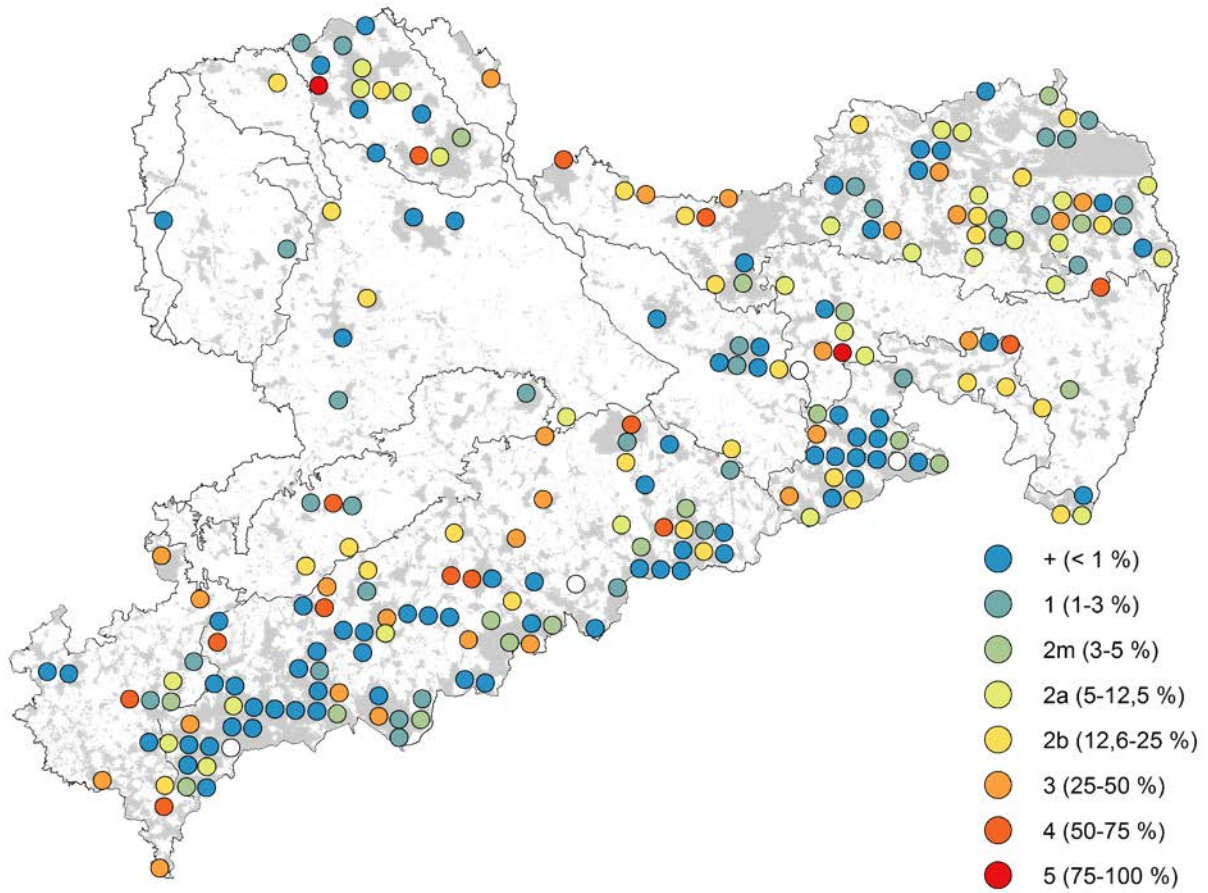 + (< 1 %)
1 (1-3 %)
2m (3-5 %)
2a (5-12,5 %)
2b (12,6-25 %)
3 (25-50 %)
4 (50-75 %)
5 (75-100 %)